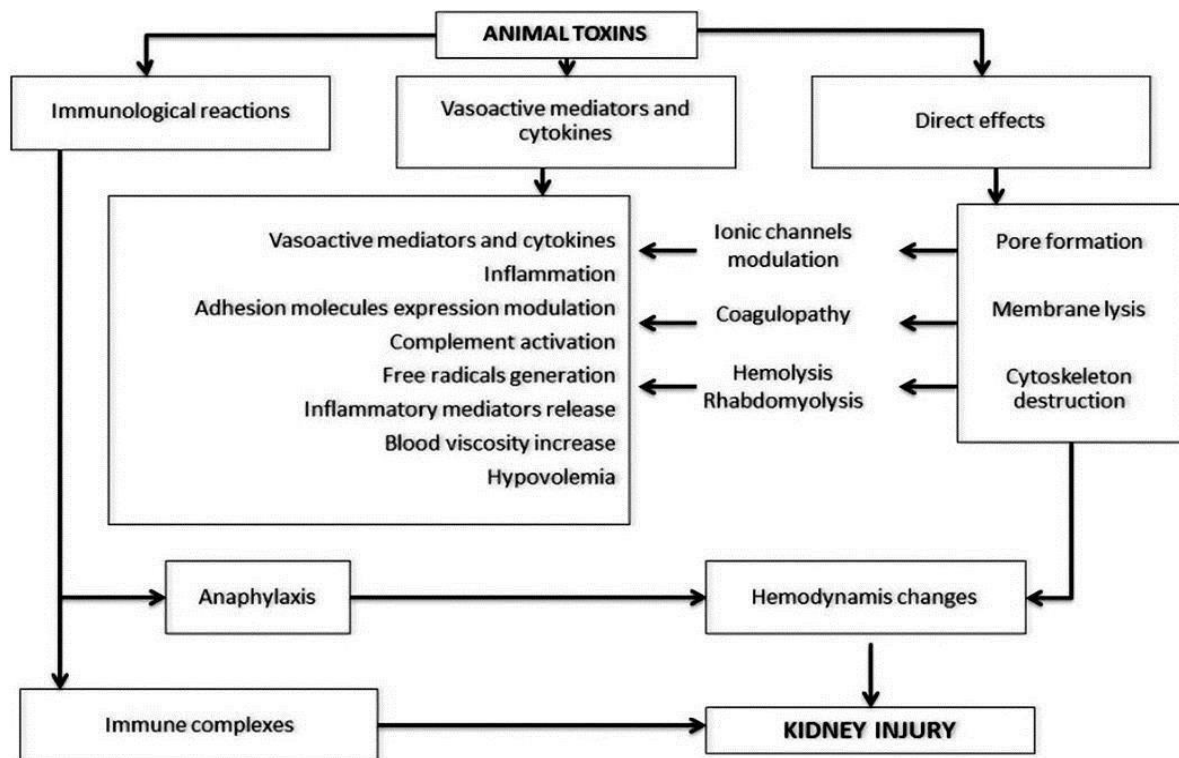 ANIMAL TOXINS
Immunological reactions
Vasoactive mediators and
cytokines
Direct effects
Vasoactive mediators and cytokines
Inflammation
Adhesion molecules expression modulation
Complement activation
Free radicals generation
Inflammatory mediators release
Blood viscosity increase
Hypovolemia
Ionic channels
modulation
Coagulopathy
Hemolysis
Rhabdomyolysis
Pore formation
Membrane lysis
Cytoskeleton
destruction
Anaphylaxis
Hemodynamis changes
Immune complexes
KIDNEY INJURY